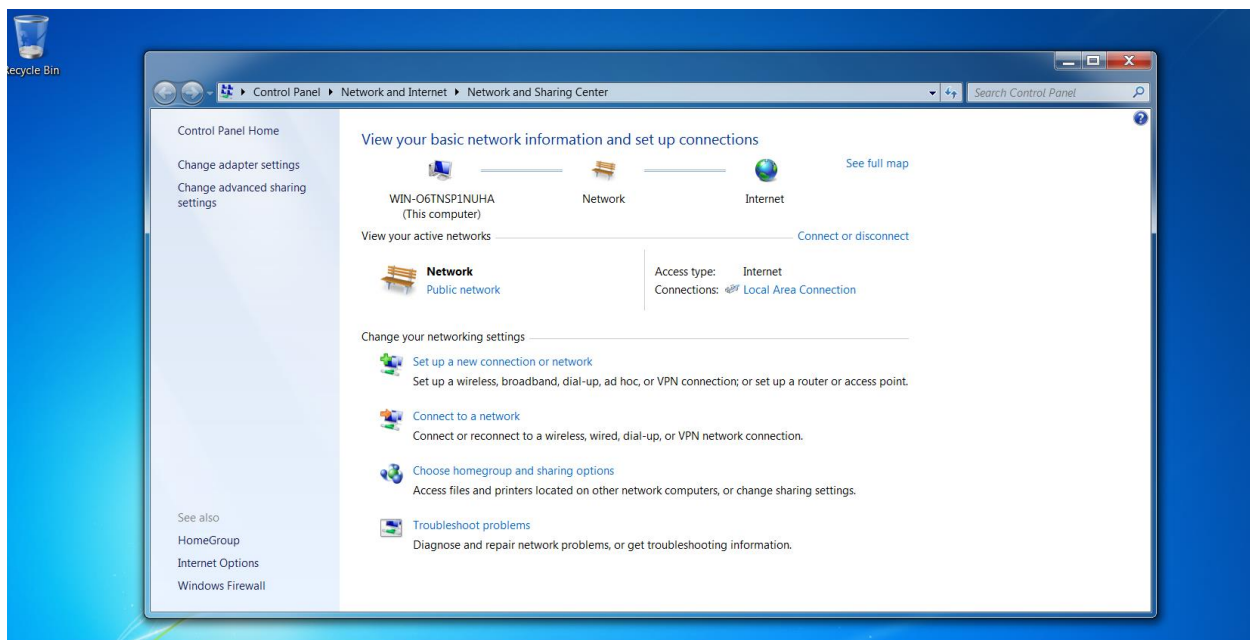 Recycle Bin
Control Panel Network and Internet Network and Sharing Center
Search Control Panel
Control Panel Home
Change adapter settings
Change advanced sharing
settings
See also
HomeGroup
Internet Options
Windows Firewall
View your basic network information and set up connections
See full map
WIN-O6TNSP1NUHA
(This computer)
Network
Internet
View your active networks
Connect or disconnect
Network
Public network
Access type: Internet
Connections: Local Area Connection
Change your networking settings
Set up a new connection or network
Set up a wireless, broadband, dial-up, ad hoc, or VPN connection; or set up a router or access point.
Connect to a network
Connect or reconnect to a wireless, wired, dial-up, or VPN network connection.
Choose homegroup and sharing options
Access files and printers located on other network computers, or change sharing settings.
Troubleshoot problems
Diagnose and repair network problems, or get troubleshooting information.